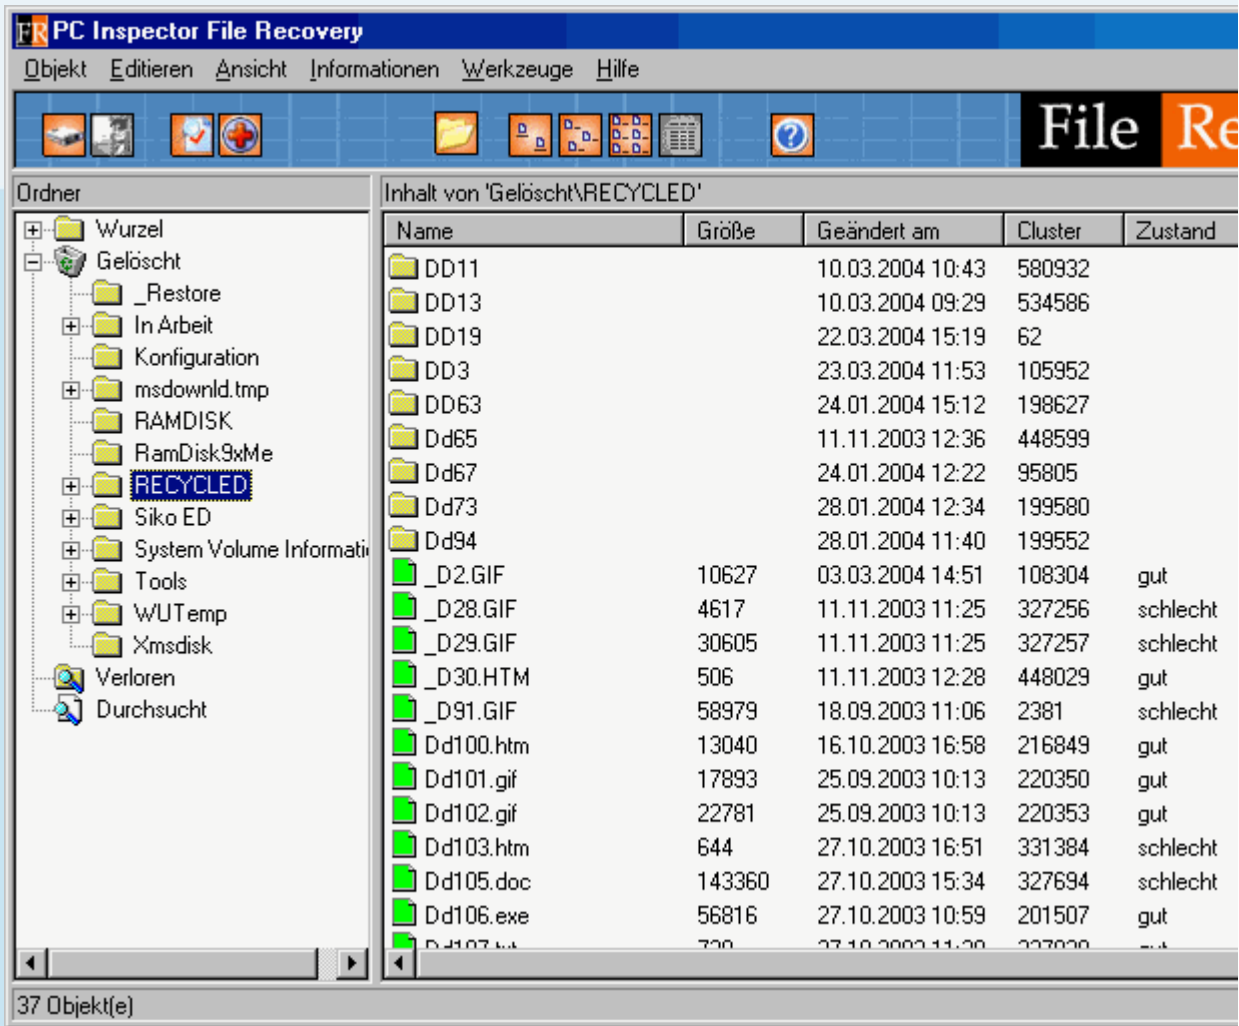 FR PC Inspector File Recovery
Objekt Editieren Ansicht Informationen Werkzeuge Hilfe
File Re
Ordner
Wurzel
Gelöscht
_Restore
In Arbeit
Konfiguration
msdownld.tmp
RAMDISK
RamDisk9xMe
RECYCLED
Siko ED
System Volume Informati
Tools
WUTemp
Xmsdisk
Verloren
Durchsucht
Inhalt von 'Gelöscht\RECYCLED'
Name Größe Geändert am Cluster Zustand
DD11 10.03.2004 10:43 580932
DD13 10.03.2004 09:29 534586
DD19 22.03.2004 15:19 62
DD3 23.03.2004 11:53 105952
DD63 24.01.2004 15:12 198627
Dd65 11.11.2003 12:36 448599
Dd67 24.01.2004 12:22 95805
Dd73 28.01.2004 12:34 199580
Dd94 28.01.2004 11:40 199552
_D2.GIF 10627 03.03.2004 14:51 108304 gut
_D28.GIF 4617 11.11.2003 11:25 327256 schlecht
_D29.GIF 30605 11.11.2003 11:25 327257 schlecht
_D30.HTM 506 11.11.2003 12:28 448029 gut
_D91.GIF 58979 18.09.2003 11:06 2381 schlecht
Dd100.htm 13040 16.10.2003 16:58 216849 gut
Dd101.gif 17893 25.09.2003 10:13 220350 gut
Dd102.gif 22781 25.09.2003 10:13 220353 gut
Dd103.htm 644 27.10.2003 16:51 331384 schlecht
Dd105.doc 143360 27.10.2003 15:34 327694 schlecht
Dd106.exe 56816 27.10.2003 10:59 201507 gut
37 Objekt(e)